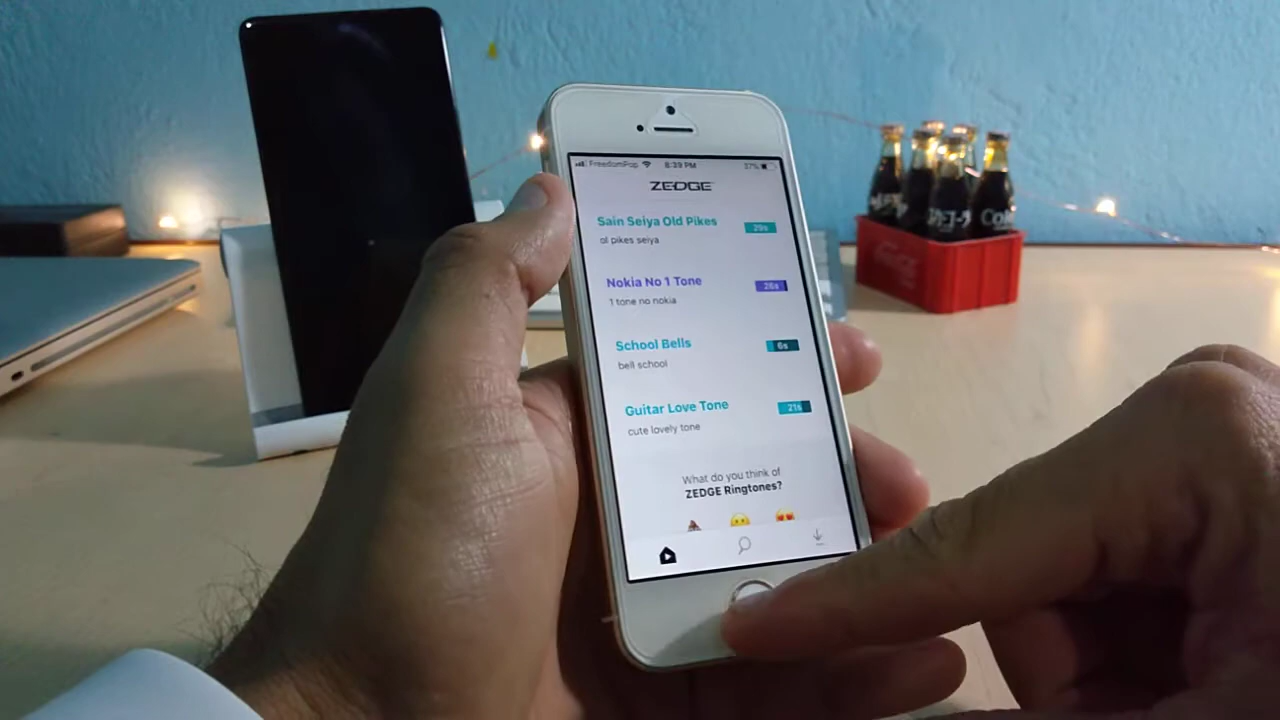 FreedomPop 8:39 PM 37%
ZEDGE
Sain Seiya Old Pikes 29s
ol pikes seiya
Nokia No 1 Tone 26s
1 tone no nokia
School Bells 6s
bell school
Guitar Love Tone 21s
cute lovely tone
What do you think of
ZEDGE Ringtones?